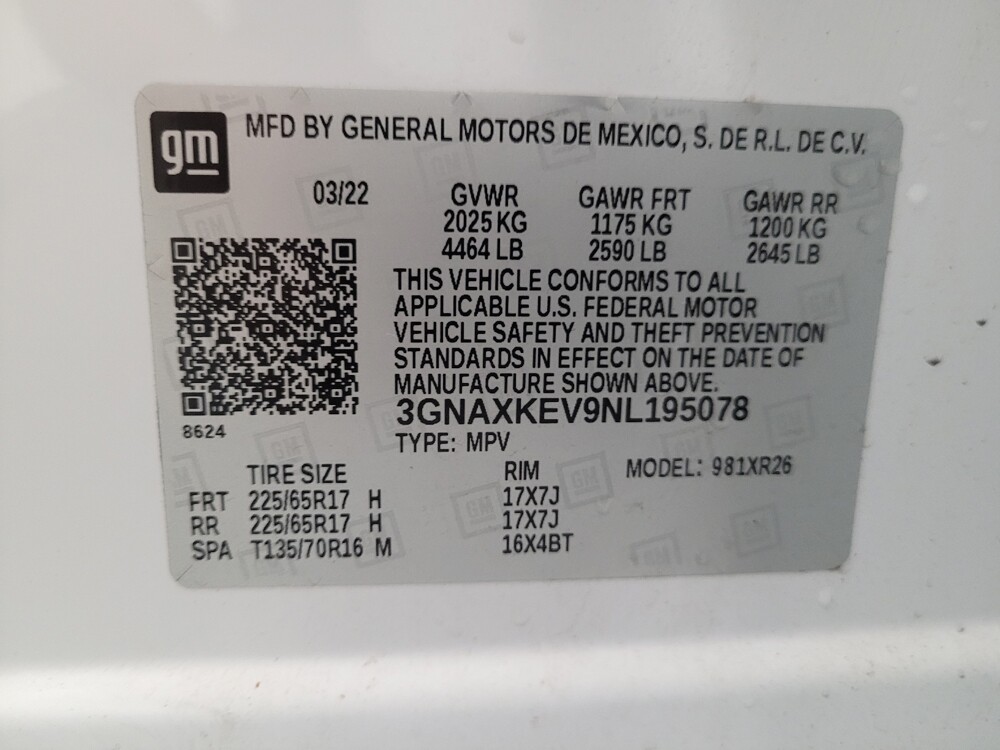 gm MFD BY GENERAL MOTORS DE MEXICO, S. DE R.L. DE C.V.
03/22 GVWR GAWR FRT GAWR RR
2025 KG 1175 KG 1200 KG
4464 LB 2590 LB 2645 LB
THIS VEHICLE CONFORMS TO ALL
APPLICABLE U.S. FEDERAL MOTOR
VEHICLE SAFETY AND THEFT PREVENTION
STANDARDS IN EFFECT ON THE DATE OF
MANUFACTURE SHOWN ABOVE.
3GNAXKEV9NL195078
8624
TYPE: MPV
TIRE SIZE RIM MODEL: 981XR26
FRT 225/65R17 H 17X7J
RR 225/65R17 H 17X7J
SPA T135/70R16 M 16X4BT